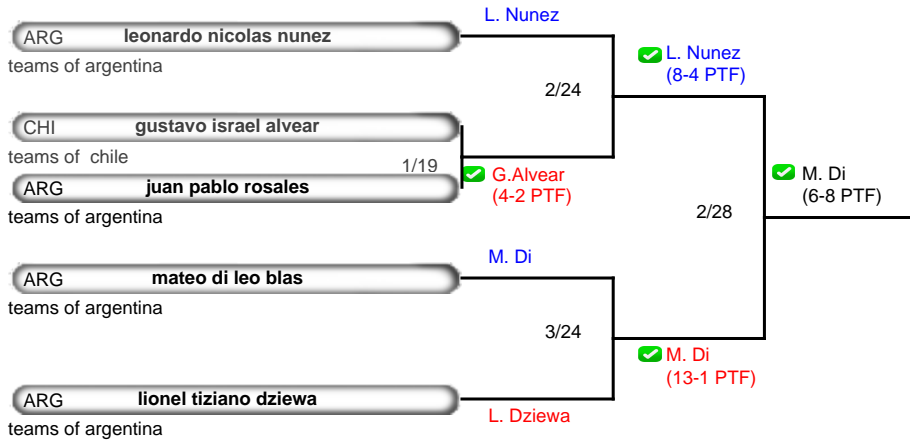 L. Nunez
ARG leonardo nicolas nunez
teams of argentina
L. Nunez
(8-4 PTF)
2/24
CHI gustavo israel alvear
teams of  chile
1/19
G.Alvear
(4-2 PTF)
ARG juan pablo rosales
teams of argentina
M. Di
(6-8 PTF)
2/28
M. Di
ARG mateo di leo blas
teams of argentina
3/24
M. Di
(13-1 PTF)
ARG lionel tiziano dziewa
L. Dziewa
teams of argentina